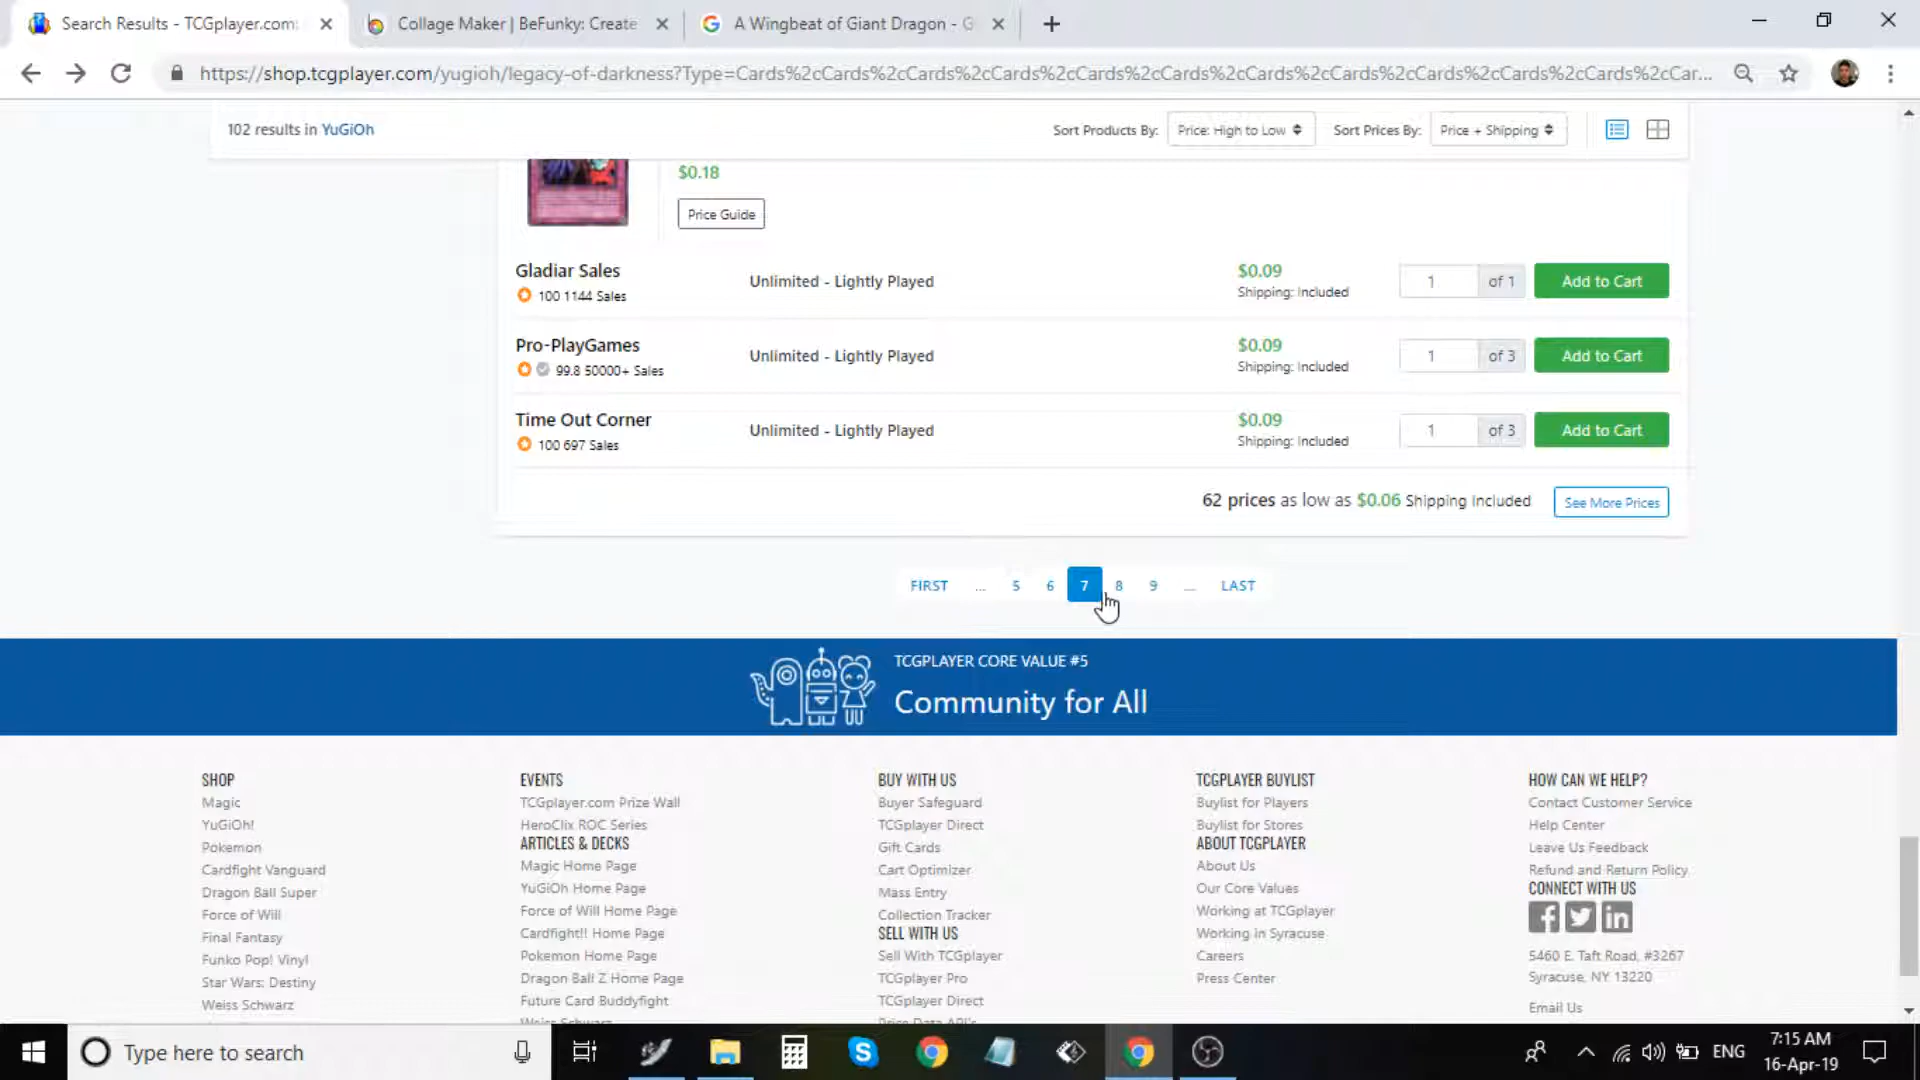 Search Results - TCGplayer.com:
Collage Maker | BeFunky: Create
A Wingbeat of Giant Dragon - G
https://shop.tcgplayer.com/yugioh/legacy-of-darkness?Type=Cards%2cCards%2cCards%2cCards%2cCards%2cCards%2cCards%2cCards%2cCards%2cCards%2cCards%2cCar...
102 results in YuGiOh
Sort Products By: Price: High to Low
Sort Prices By: Price + Shipping
$0.18
Price Guide
Gladiar Sales
100 1144 Sales
Unlimited - Lightly Played
$0.09
Shipping: Included
1 of 1
Add to Cart
Pro-PlayGames
99.8 50000+ Sales
Unlimited - Lightly Played
$0.09
Shipping: Included
1 of 3
Add to Cart
Time Out Corner
100 697 Sales
Unlimited - Lightly Played
$0.09
Shipping: Included
1 of 3
Add to Cart
62 prices as low as $0.06 Shipping Included
See More Prices
FIRST ... 5 6 7 8 9 ... LAST
TCGPLAYER CORE VALUE #5
Community for All
SHOP
Magic
YuGiOh!
Pokemon
Cardfight Vanguard
Dragon Ball Super
Force of Will
Final Fantasy
Funko Pop! Vinyl
Star Wars: Destiny
Weiss Schwarz
EVENTS
TCGplayer.com Prize Wall
HeroClix ROC Series
ARTICLES & DECKS
Magic Home Page
YuGiOh Home Page
Force of Will Home Page
Cardfight!! Home Page
Pokemon Home Page
Dragon Ball Z Home Page
Future Card Buddyfight
Weiss Schwarz
BUY WITH US
Buyer Safeguard
TCGplayer Direct
Gift Cards
Cart Optimizer
Mass Entry
Collection Tracker
SELL WITH US
Sell With TCGplayer
TCGplayer Pro
TCGplayer Direct
Price Data API's
TCGPLAYER BUYLIST
Buylist for Players
Buylist for Stores
ABOUT TCGPLAYER
About Us
Our Core Values
Working at TCGplayer
Working in Syracuse
Careers
Press Center
HOW CAN WE HELP?
Contact Customer Service
Help Center
Leave Us Feedback
Refund and Return Policy
CONNECT WITH US
5460 E. Taft Road, #3267
Syracuse, NY 13220
Email Us
Type here to search
ENG
7:15 AM
16-Apr-19